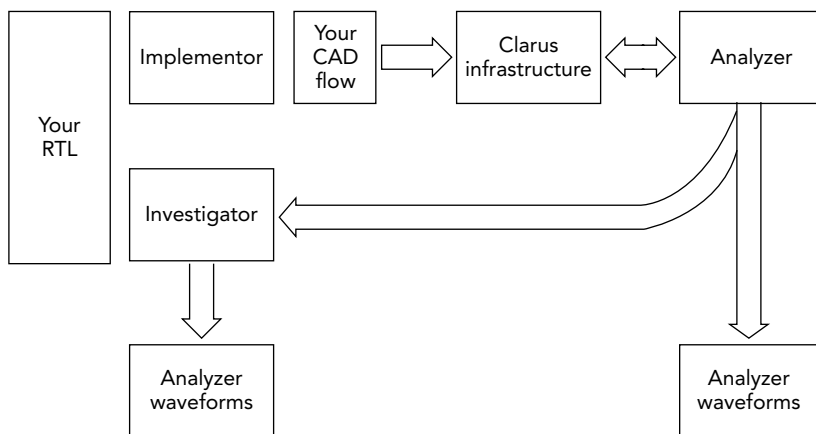 Your
RTL
Implementor
Your
CAD
flow
Clarus
infrastructure
Analyzer
Investigator
Analyzer
waveforms
Analyzer
waveforms